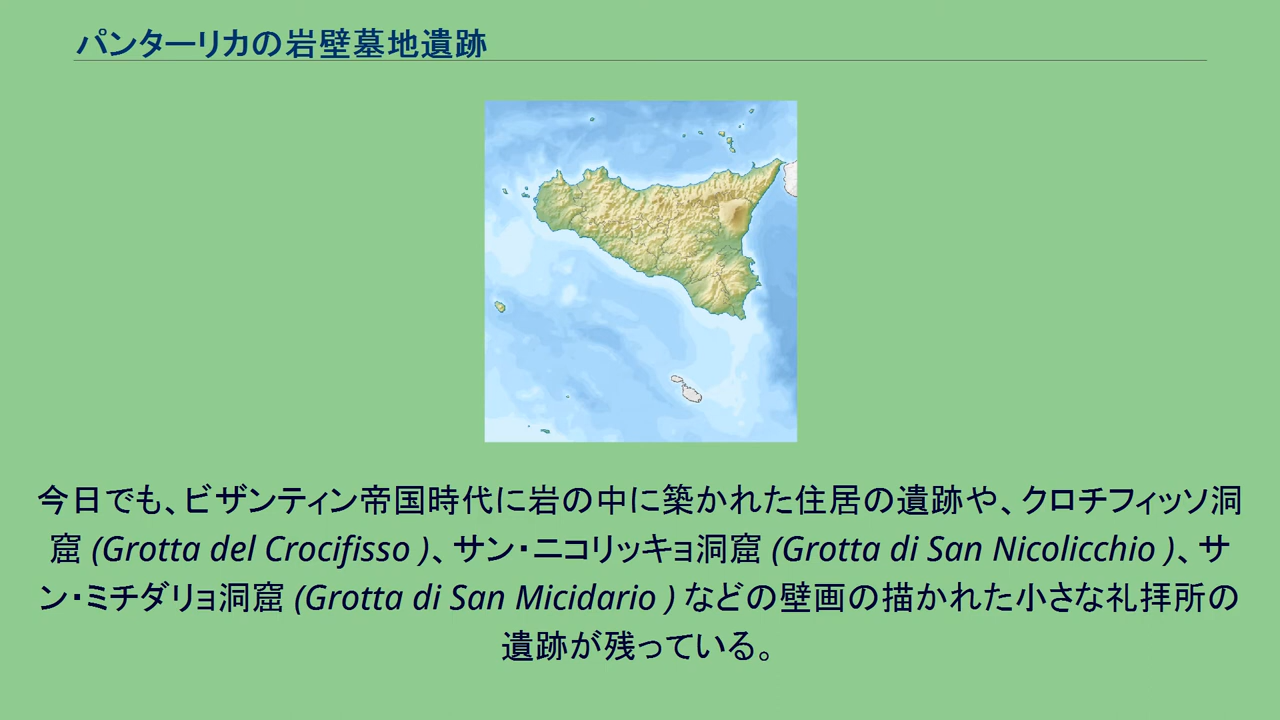 パンターリカの岩壁墓地遺跡
今日でも、ビザンティン帝国時代に岩の中に築かれた住居の遺跡や、クロチフィッソ洞
窟 (Grotta del Crocifisso )、サン・ニコリッキョ洞窟 (Grotta di San Nicolicchio )、サ
ン・ミチダリョ洞窟 (Grotta di San Micidario ) などの壁画の描かれた小さな礼拝所の
遺跡が残っている。